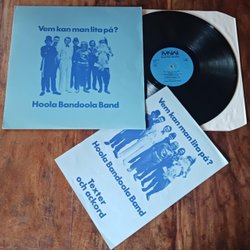 Vem kan man lita på?
Hoola Bandoola Band
MNW
Vem kan man lita på?
Hoola Bandoola Band
Texter
och ackord